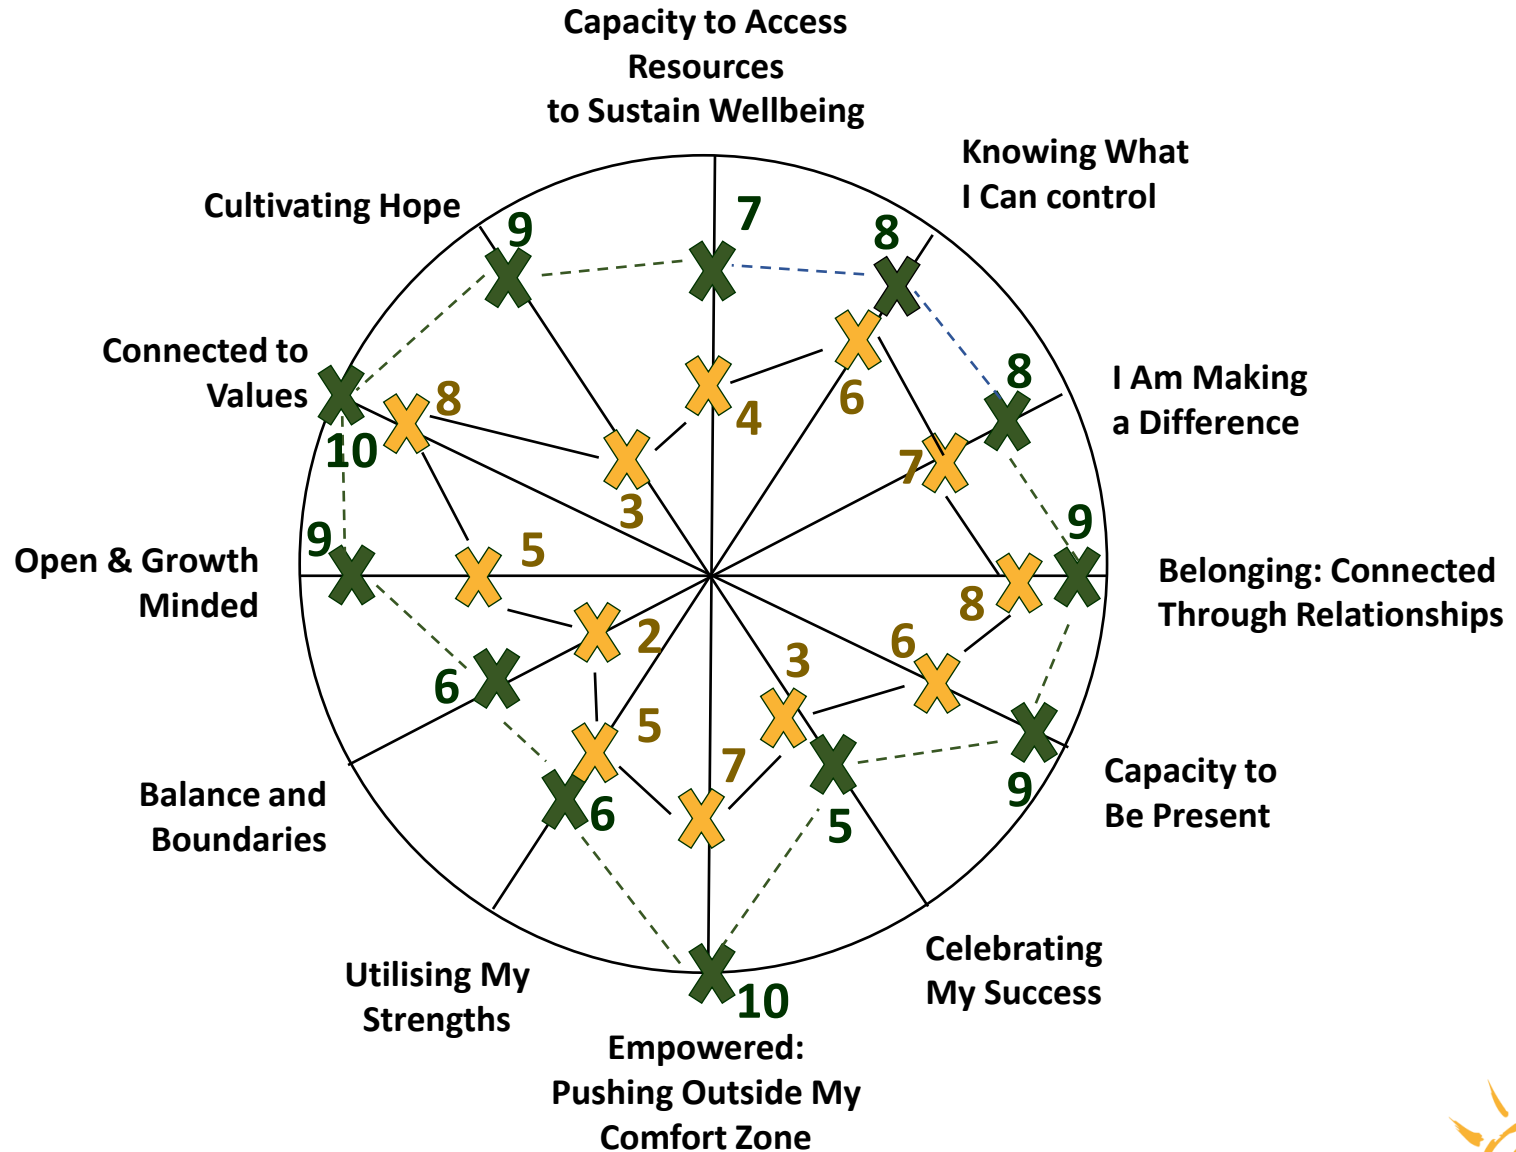 Capacity to Access
Resources
to Sustain Wellbeing
Knowing What
I Can control
Cultivating Hope
9
7
8
Connected to
Values
8
10
4
6
8
I Am Making
a Difference
7
3
9
5
9
Open & Growth
Minded
Belonging: Connected
Through Relationships
8
2
6
3
6
5
7
6
5
9
Capacity to
Be Present
Balance and
Boundaries
Celebrating
My Success
Utilising My
Strengths
10
Empowered:
Pushing Outside My
Comfort Zone